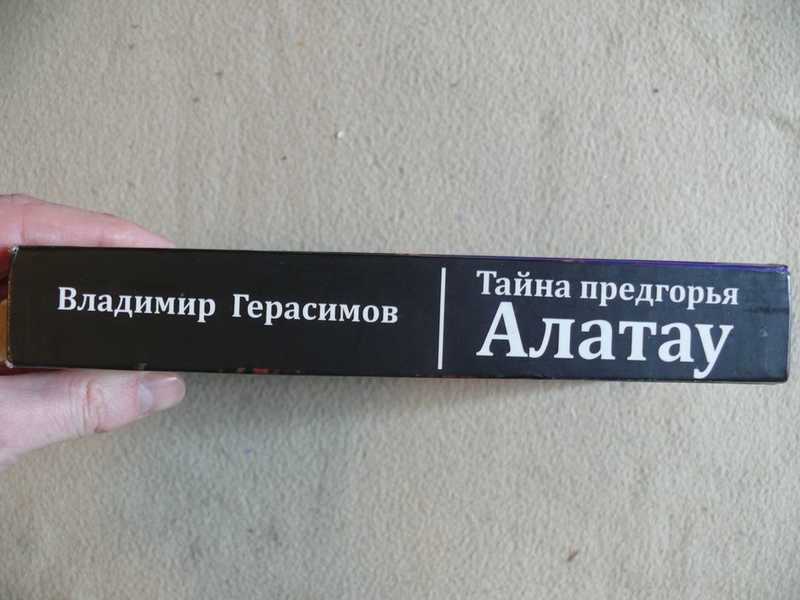 Владимир Герасимов
Тайна предгорья
Алатау